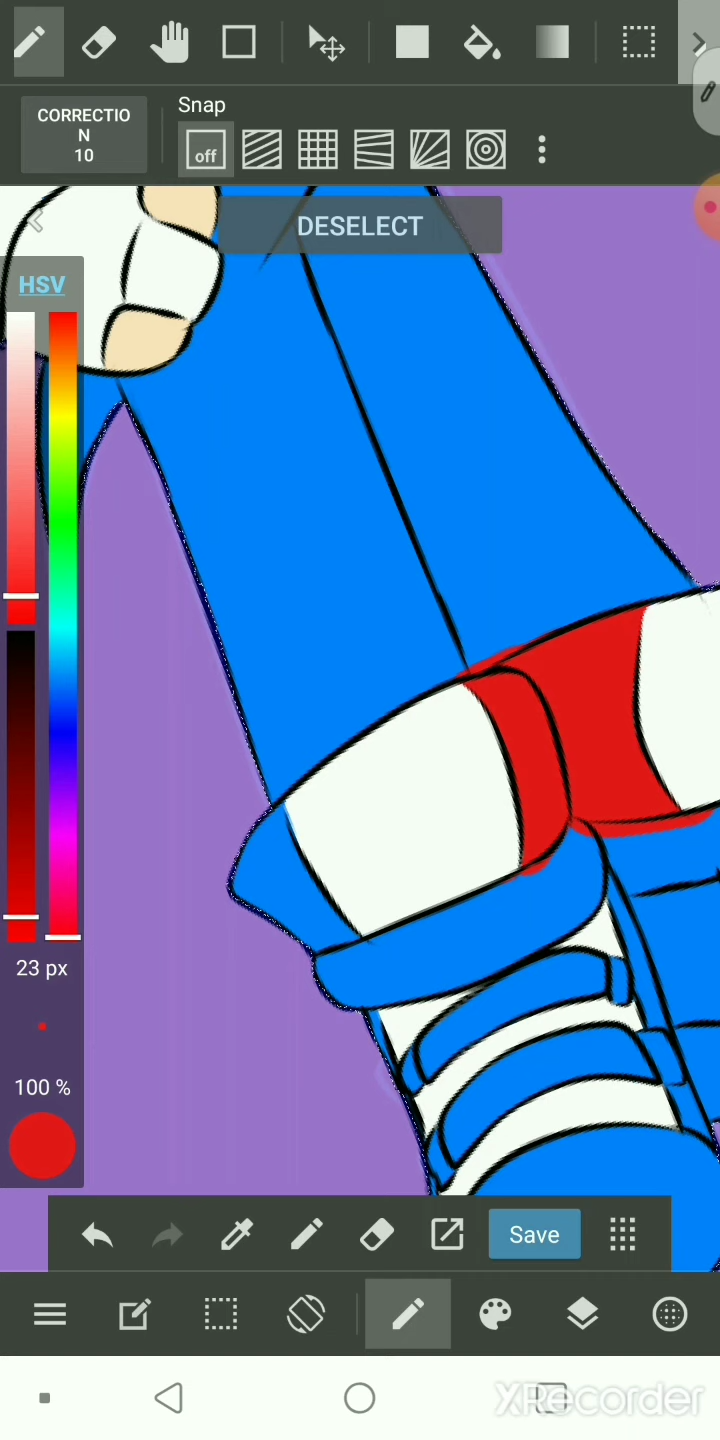 CORRECTIO
N
10
Snap
off
DESELECT
HSV
23 px
100 %
Save
XRecorder